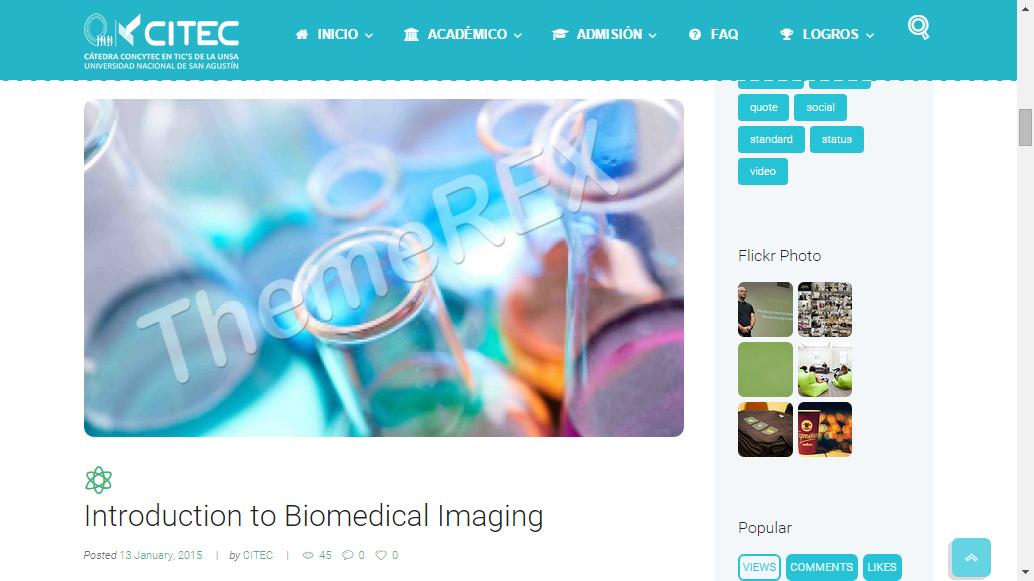 CITEC
CÁTEDRA CONCYTEC EN TIC'S DE LA UNSA
UNIVERSIDAD NACIONAL DE SAN AGUSTÍN
INICIO
ACADÉMICO
ADMISIÓN
FAQ
LOGROS
quote
social
standard
status
video
ThemeREX
Flickr Photo
Introduction to Biomedical Imaging
Posted 13 January, 2015 | by CITEC | 45 0 0
Popular
VIEWS
COMMENTS
LIKES